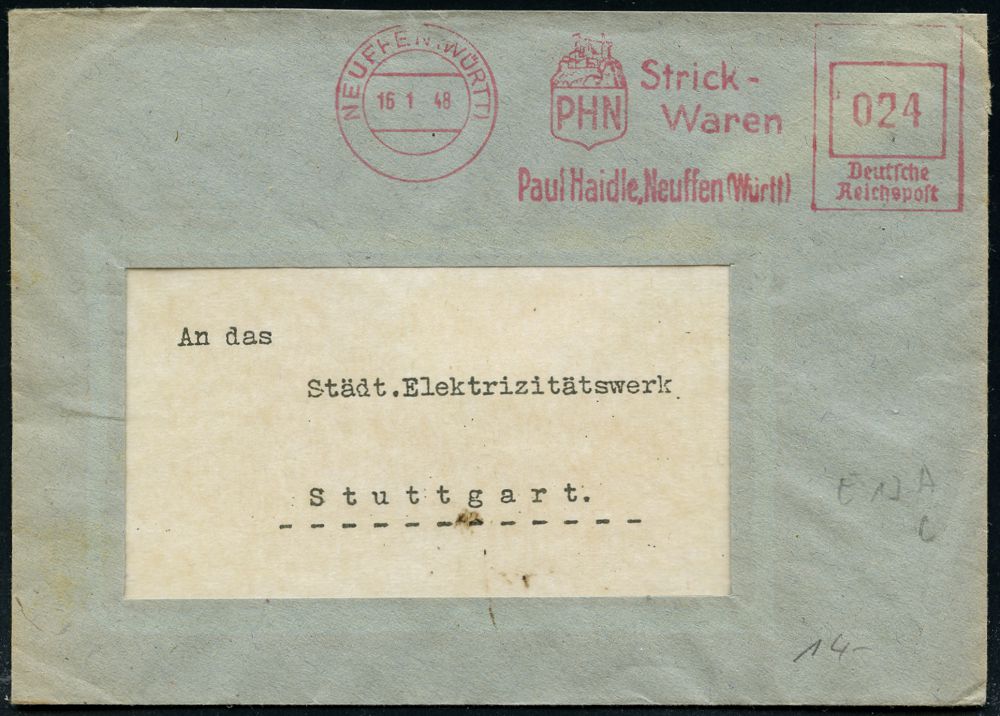 NEUFFEN (WÜRTT)
16 1 48
PHN
Strick-
Waren
Paul Haidle, Neuffen (Württ)
024
Deutsche
Reichspost
An das
Städt.Elektrizitätswerk
Stuttgart.
14-